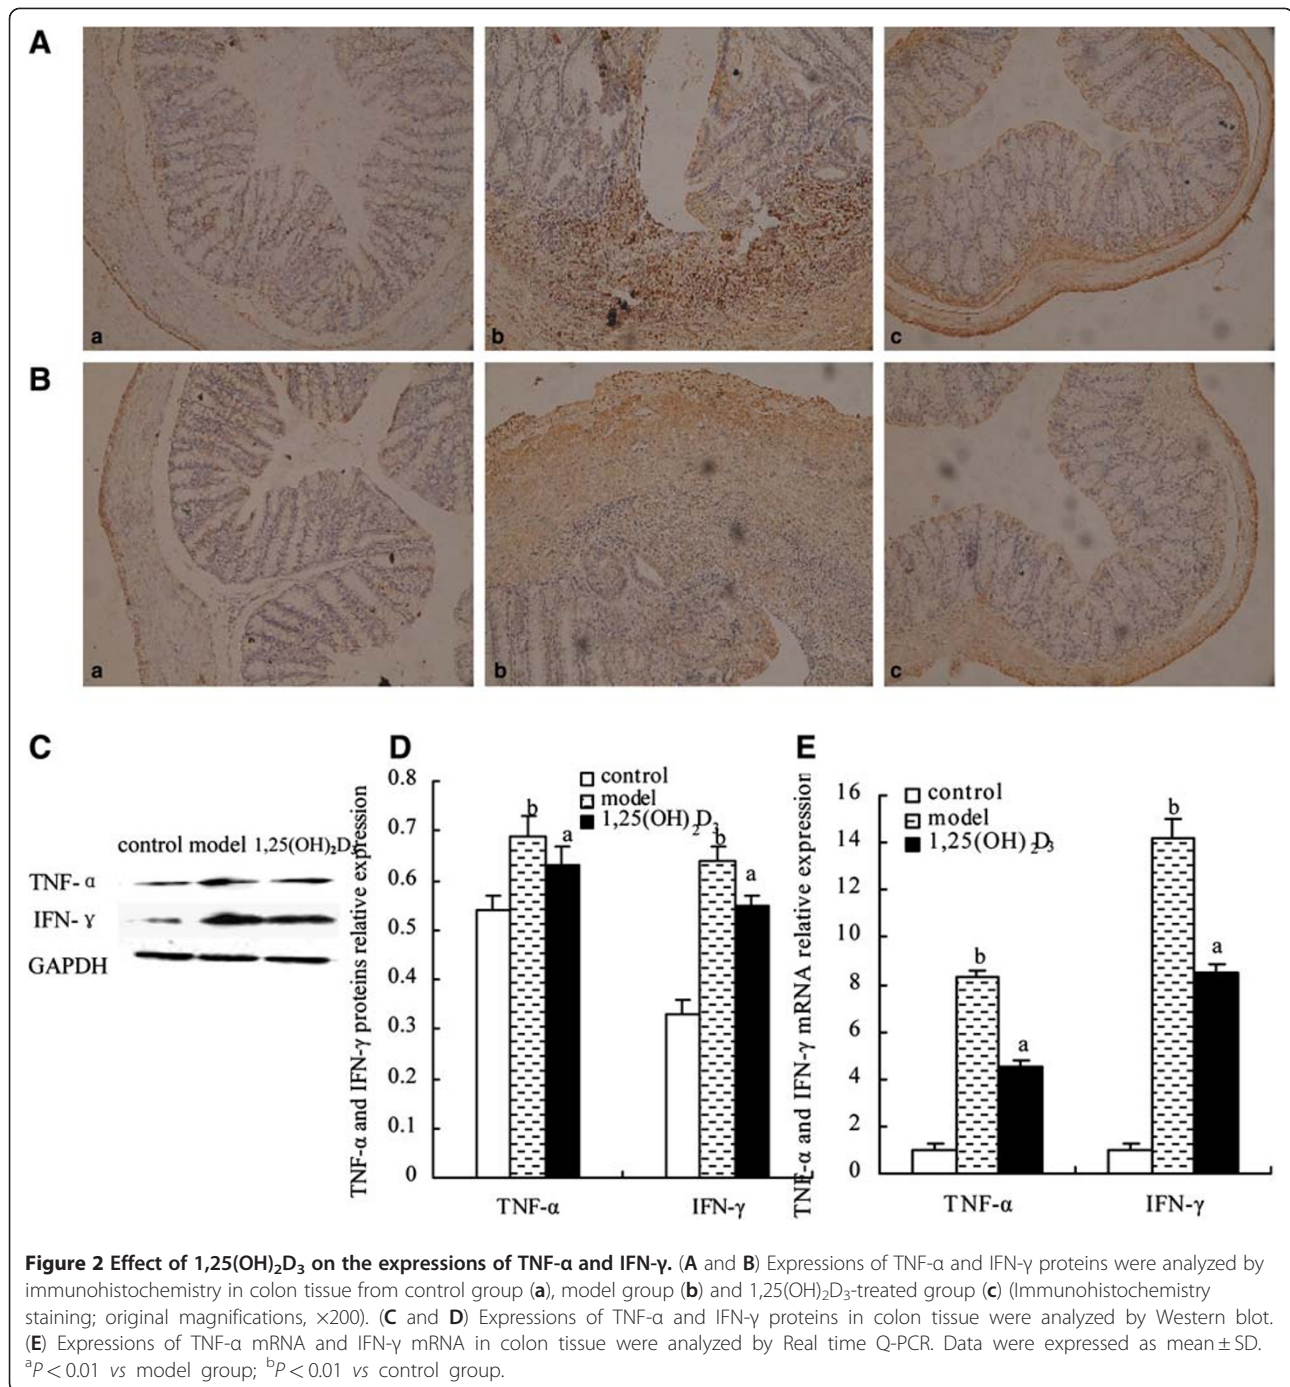 A
a
b
c
B
a
b
c
C
control model 1,25(OH)₂D₃
TNF-α
IFN-γ
GAPDH
D
TNF-α and IFN-γ proteins relative expression
0.8
0.7
0.6
0.5
0.4
0.3
0.2
0.1
0
control
model
1,25(OH)₂D₃
b
a
b
a
TNF-α
IFN-γ
E
TNF-α and IFN-γ mRNA relative expression
16
14
12
10
8
6
4
2
0
control
model
1,25(OH)₂D₃
b
a
b
a
TNF-α
IFN-γ
Figure 2 Effect of 1,25(OH)₂D₃ on the expressions of TNF-α and IFN-γ. (A and B) Expressions of TNF-α and IFN-γ proteins were analyzed by
immunohistochemistry in colon tissue from control group (a), model group (b) and 1,25(OH)₂D₃-treated group (c) (Immunohistochemistry
staining; original magnifications, ×200). (C and D) Expressions of TNF-α and IFN-γ proteins in colon tissue were analyzed by Western blot.
(E) Expressions of TNF-α mRNA and IFN-γ mRNA in colon tissue were analyzed by Real time Q-PCR. Data were expressed as mean ± SD.
ᵃP < 0.01 vs model group; ᵇP < 0.01 vs control group.